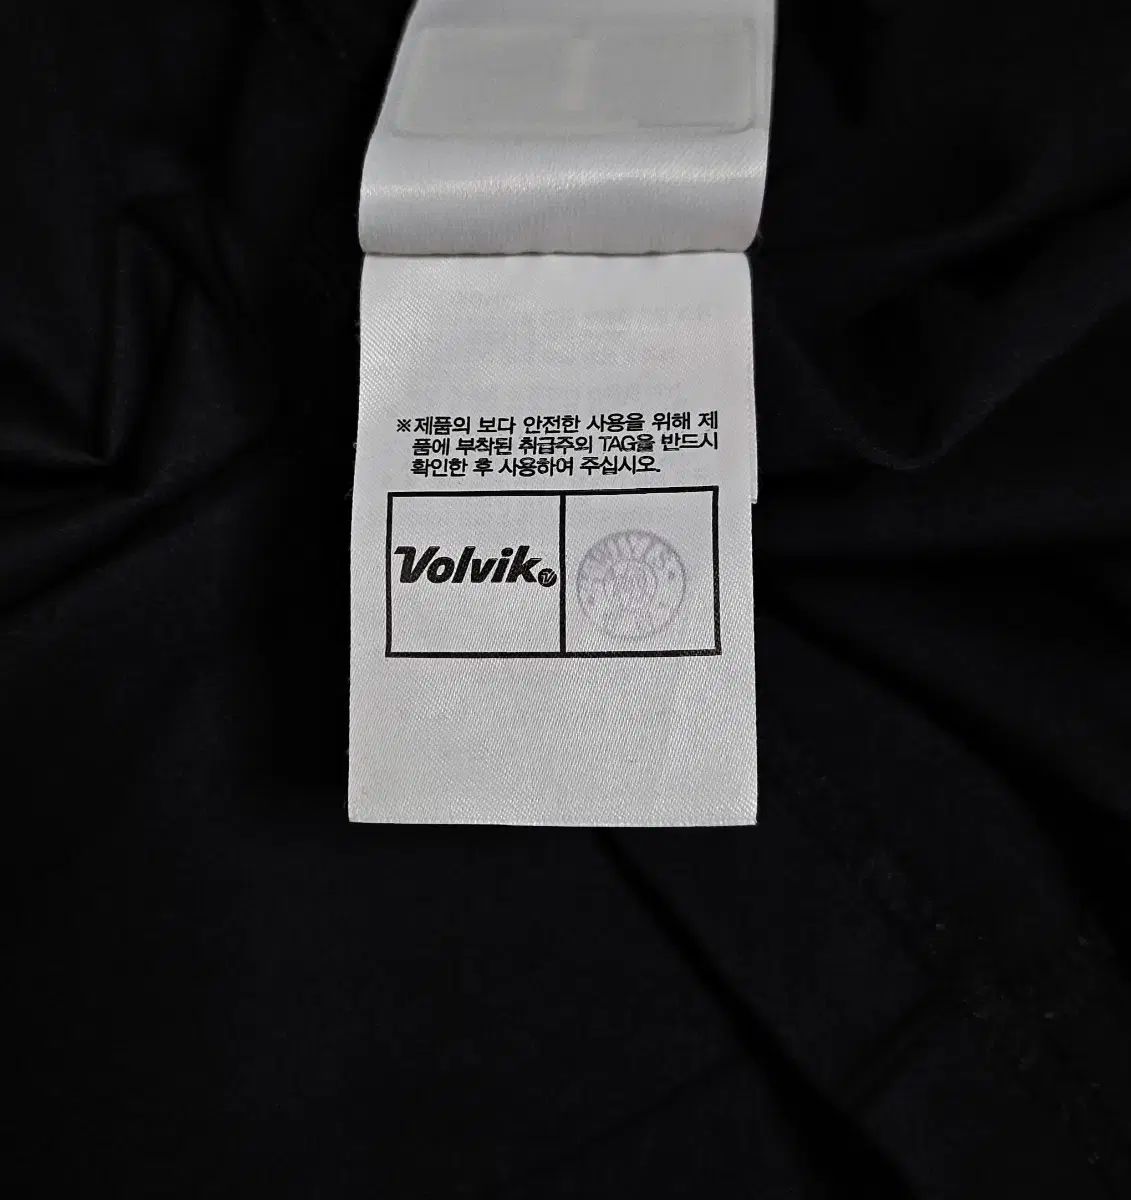 ※제품의 보다 안전한 사용을 위해 제
품에 부착된 취급주의 TAG을 반드시
확인한 후 사용하여 주십시오.
Volvik